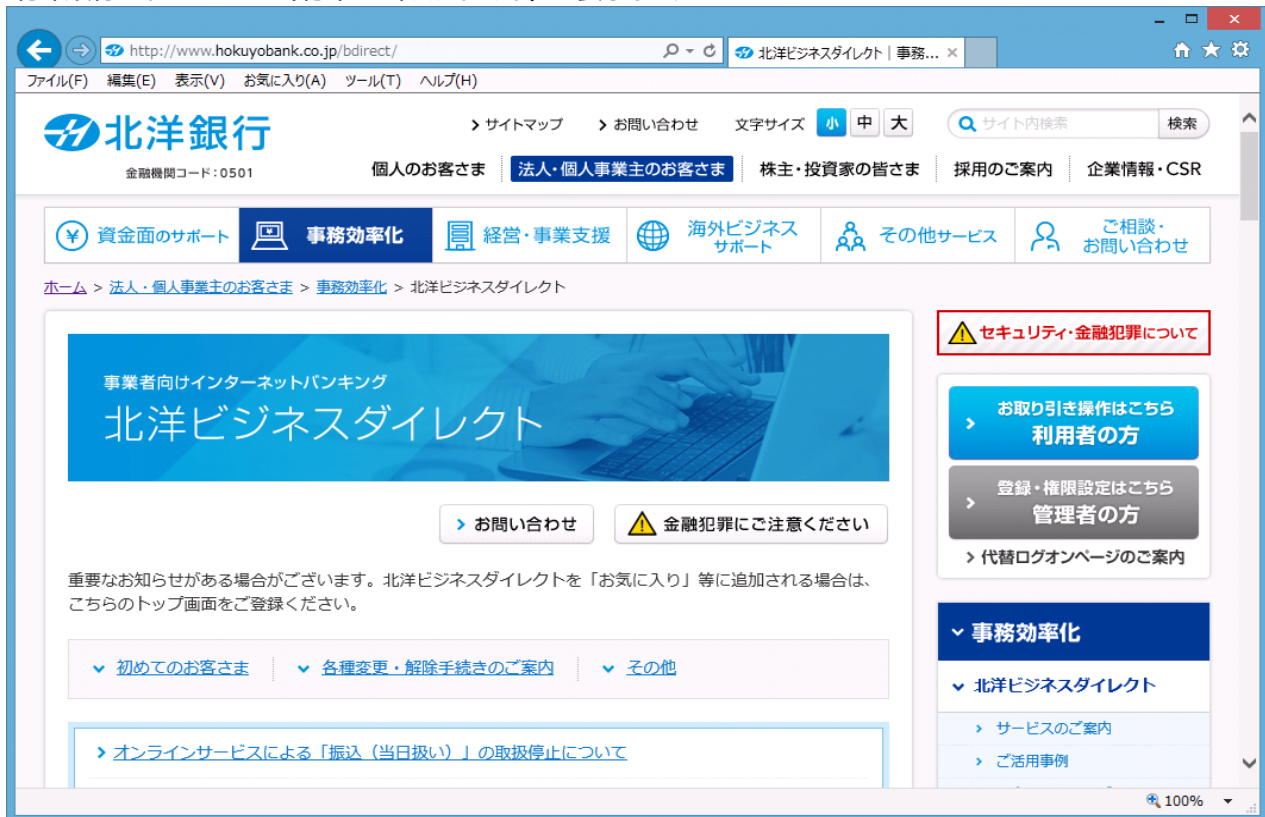 http://www.hokuyobank.co.jp/bdirect/
北洋ビジネスダイレクト｜事務...
ファイル(F) 編集(E) 表示(V) お気に入り(A) ツール(T) ヘルプ(H)
北洋銀行
金融機関コード：0501
サイトマップ お問い合わせ 文字サイズ 小 中 大 サイト内検索 検索
個人のお客さま 法人・個人事業主のお客さま 株主・投資家の皆さま 採用のご案内 企業情報・CSR
資金面のサポート 事務効率化 経営・事業支援 海外ビジネス
サポート その他サービス ご相談・
お問い合わせ
ホーム > 法人・個人事業主のお客さま > 事務効率化 > 北洋ビジネスダイレクト
事業者向けインターネットバンキング
北洋ビジネスダイレクト
お問い合わせ 金融犯罪にご注意ください
重要なお知らせがある場合がございます。北洋ビジネスダイレクトを「お気に入り」等に追加される場合は、
こちらのトップ画面をご登録ください。
初めてのお客さま 各種変更・解除手続きのご案内 その他
オンラインサービスによる「振込（当日扱い）」の取扱停止について
セキュリティ・金融犯罪について
お取り引き操作はこちら
利用者の方
登録・権限設定はこちら
管理者の方
代替ログオンページのご案内
事務効率化
北洋ビジネスダイレクト
サービスのご案内
ご活用事例
100%